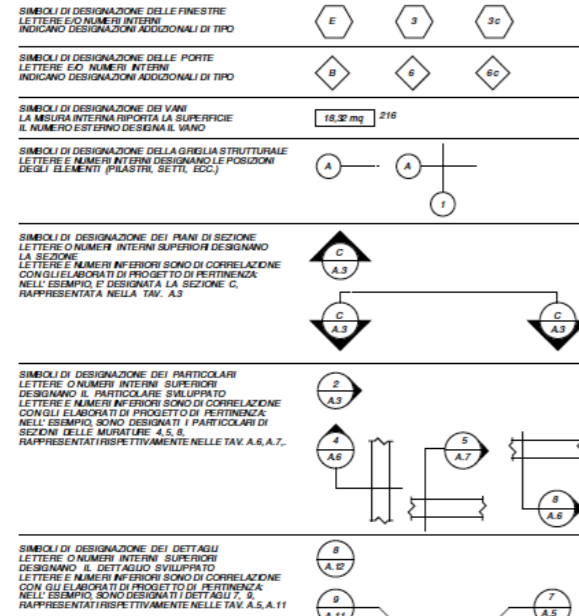 SIMBOLI DI DESIGNAZIONE DELLE FINESTRE
LETTERE E/O NUMERI INTERNI
INDICANO DESIGNAZIONI ADDIZIONALI DI TIPO
E 3 3c
SIMBOLI DI DESIGNAZIONE DELLE PORTE
LETTERE E/O NUMERI INTERNI
INDICANO DESIGNAZIONI ADDIZIONALI DI TIPO
B 6 6c
SIMBOLI DI DESIGNAZIONE DEI VANI
LA MISURA INTERNA RIPORTA LA SUPERFICIE
IL NUMERO ESTERNO DESIGNA IL VANO
18,32 mq 216
SIMBOLI DI DESIGNAZIONE DELLA GRIGLIA STRUTTURALE
LETTERE E NUMERI INTERNI DESIGNANO LE POSIZIONI
DEGLI ELEMENTI (PILASTRI, SETTI, ECC.)
A A
1
SIMBOLI DI DESIGNAZIONE DEI PIANI DI SEZIONE
LETTERE O NUMERI INTERNI SUPERIORI DESIGNANO
LA SEZIONE
LETTERE E NUMERI INFERIORI SONO DI CORRELAZIONE
CON GLI ELABORATI DI PROGETTO DI PERTINENZA:
NELL' ESEMPIO, E' DESIGNATA LA SEZIONE C,
RAPPRESENTATA NELLA TAV. A.3
C
A.3
C C
A.3 A.3
SIMBOLI DI DESIGNAZIONE DEI PARTICOLARI
LETTERE O NUMERI INTERNI SUPERIORI
DESIGNANO IL PARTICOLARE SVILUPPATO
LETTERE E NUMERI INFERIORI SONO DI CORRELAZIONE
CON GLI ELABORATI DI PROGETTO DI PERTINENZA:
NELL' ESEMPIO, SONO DESIGNATI I PARTICOLARI DI
SEZIONI DELLE MURATURE 4, 5, 8,
RAPPRESENTATI RISPETTIVAMENTE NELLE TAV. A.6, A.7,.
2
A.3
4 5
A.6 A.7
8
A.6
SIMBOLI DI DESIGNAZIONE DEI DETTAGLI
LETTERE O NUMERI INTERNI SUPERIORI
DESIGNANO IL DETTAGLIO SVILUPPATO
LETTERE E NUMERI INFERIORI SONO DI CORRELAZIONE
CON GLI ELABORATI DI PROGETTO DI PERTINENZA:
NELL' ESEMPIO, SONO DESIGNATI I DETTAGLI 7, 9,
RAPPRESENTATI RISPETTIVAMENTE NELLE TAV. A.5, A.11
8
A.12
9 7
A.11 A.5